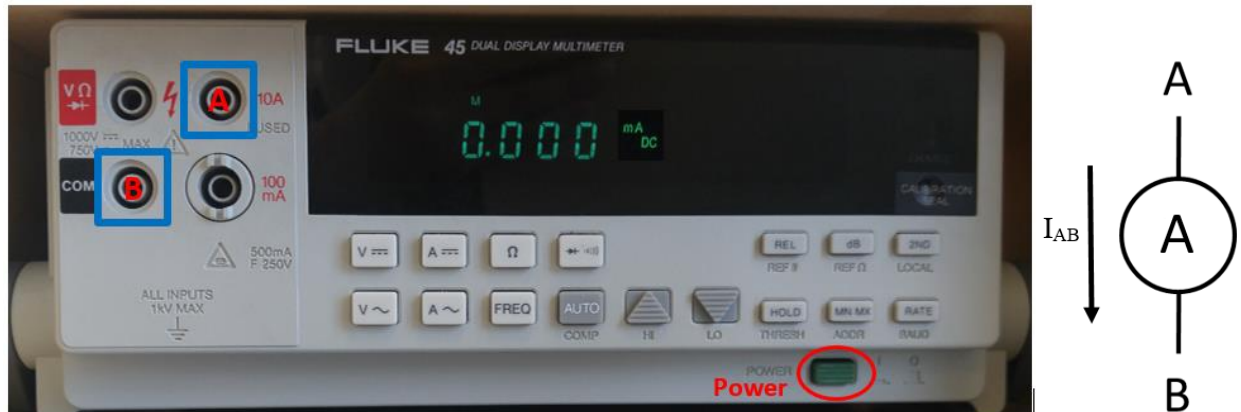 FLUKE 45 DUAL DISPLAY MULTIMETER
VΩ
A
10A
FUSED
1000V
750V
MAX
COM
B
100
mA
500mA
F 250V
ALL INPUTS
1kV MAX
M
0.000
mA
DC
CALIBRATION
SEAL
V
A
Ω
REL
dB
2ND
REF #
REF Ω
LOCAL
V~
A~
FREQ
AUTO
HOLD
MN MX
RATE
COMP
HI
LO
THRESH
ADDR
BAUD
POWER
Power
A
I_AB
A
B